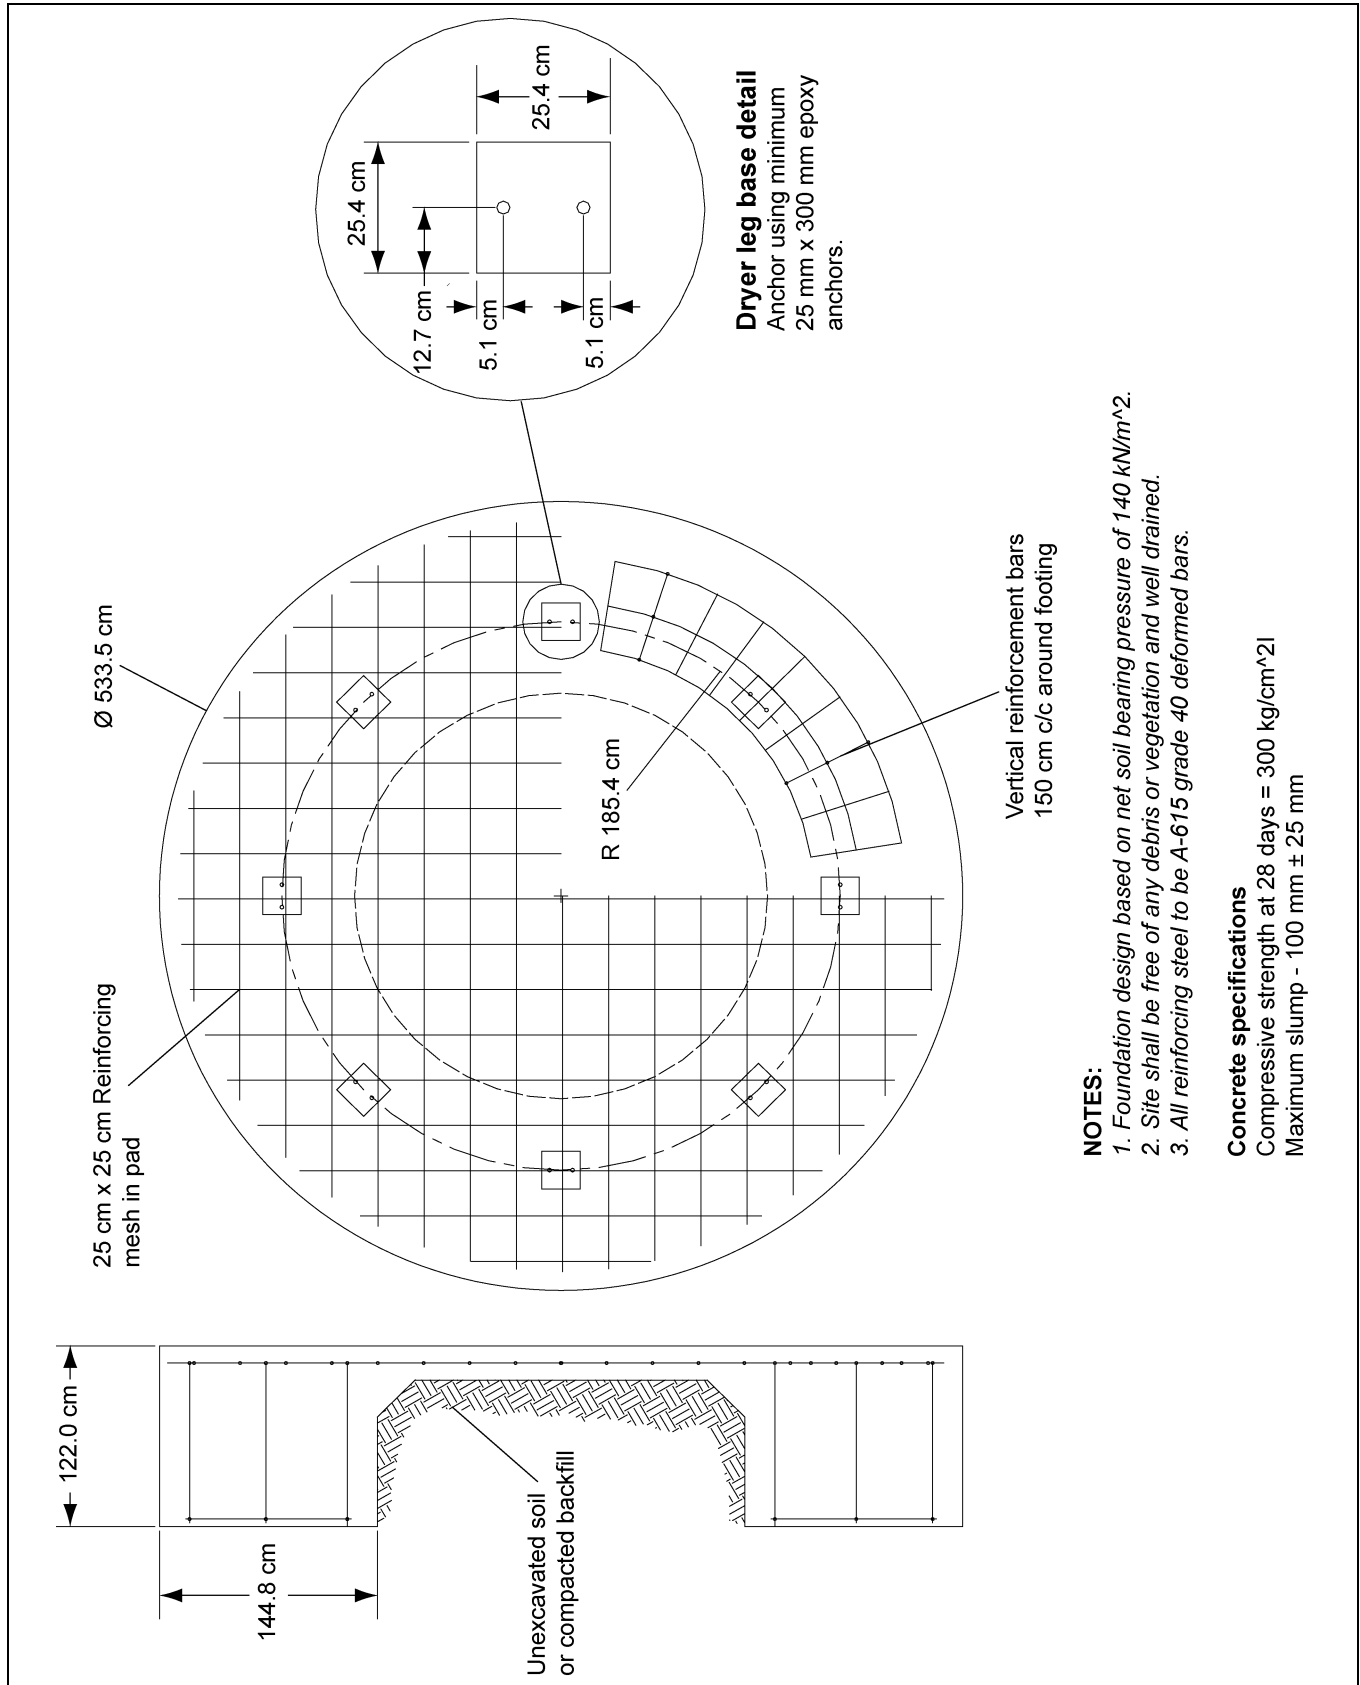 122.0 cm
144.8 cm
Unexcavated soil
or compacted backfill
25 cm x 25 cm Reinforcing
mesh in pad
Ø 533.5 cm
R 185.4 cm
Vertical reinforcement bars
150 cm c/c around footing
25.4 cm
25.4 cm
12.7 cm
5.1 cm
5.1 cm
Dryer leg base detail
Anchor using minimum
25 mm x 300 mm epoxy
anchors.
NOTES:
1. Foundation design based on net soil bearing pressure of 140 kN/m^2.
2. Site shall be free of any debris or vegetation and well drained.
3. All reinforcing steel to be A-615 grade 40 deformed bars.
Concrete specifications
Compressive strength at 28 days = 300 kg/cm^2l
Maximum slump - 100 mm ± 25 mm